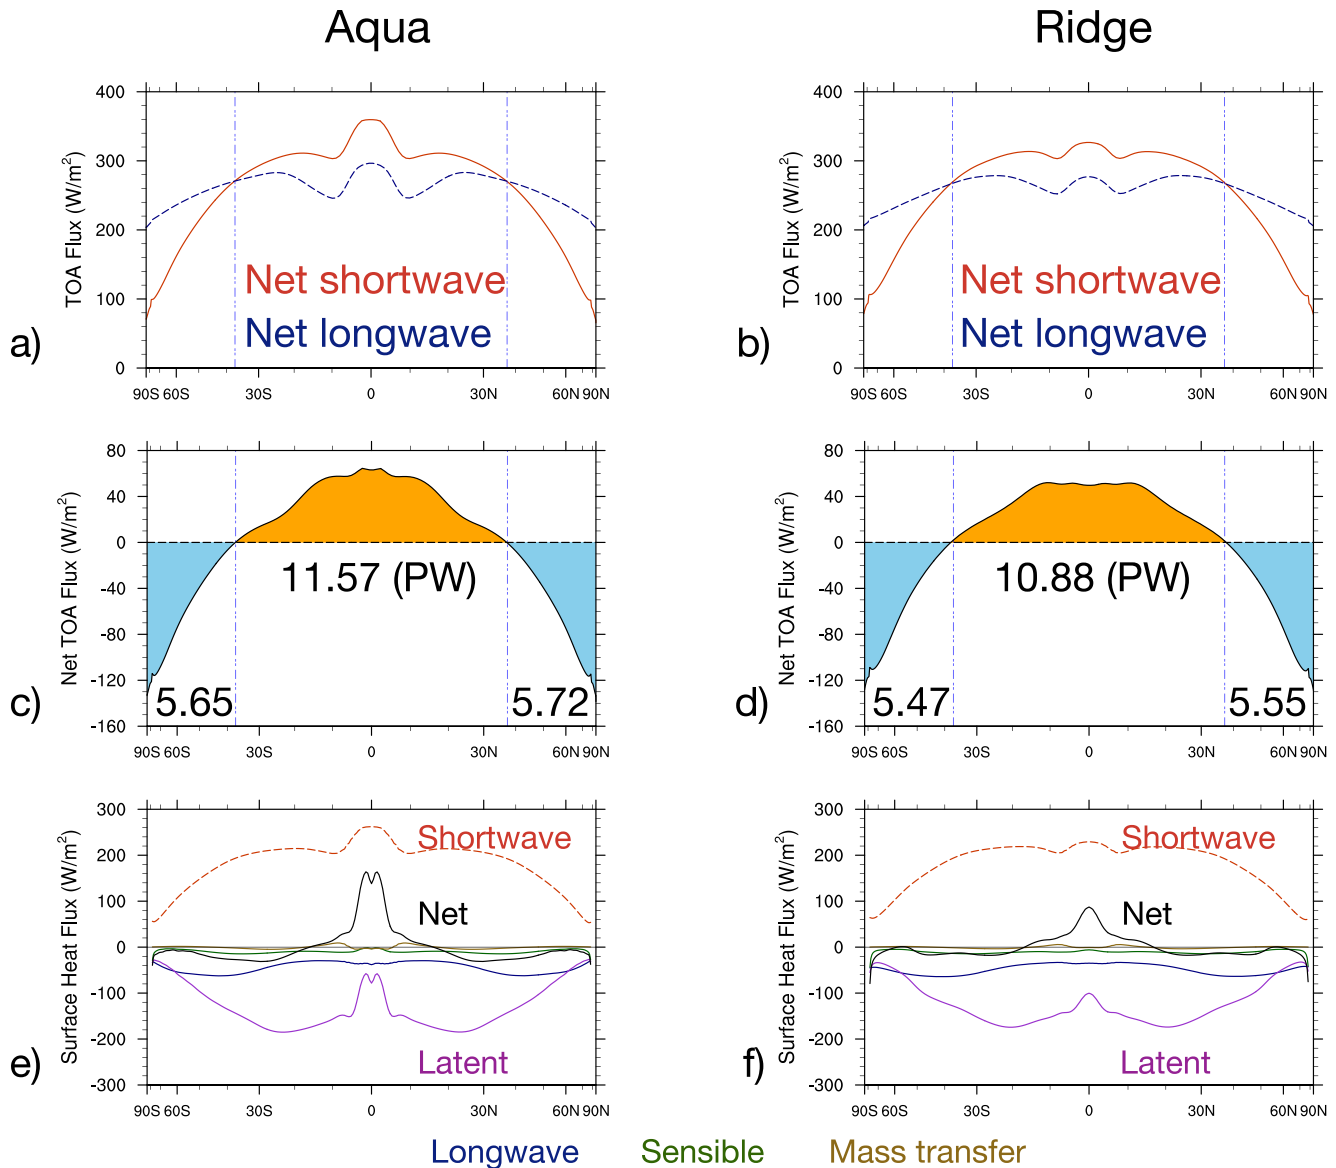 Aqua
Ridge
a)
TOA Flux (W/m²)
400
300
200
100
0
Net shortwave
Net longwave
90S 60S 30S 0 30N 60N 90N
b)
TOA Flux (W/m²)
400
300
200
100
0
Net shortwave
Net longwave
90S 60S 30S 0 30N 60N 90N
c)
Net TOA Flux (W/m²)
80
40
0
-40
-80
-120
-160
11.57 (PW)
5.65
5.72
90S 60S 30S 0 30N 60N 90N
d)
Net TOA Flux (W/m²)
80
40
0
-40
-80
-120
-160
10.88 (PW)
5.47
5.55
90S 60S 30S 0 30N 60N 90N
e)
Surface Heat Flux (W/m²)
300
200
100
0
-100
-200
-300
Shortwave
Net
Latent
90S 60S 30S 0 30N 60N 90N
f)
Surface Heat Flux (W/m²)
300
200
100
0
-100
-200
-300
Shortwave
Net
Latent
90S 60S 30S 0 30N 60N 90N
Longwave Sensible Mass transfer